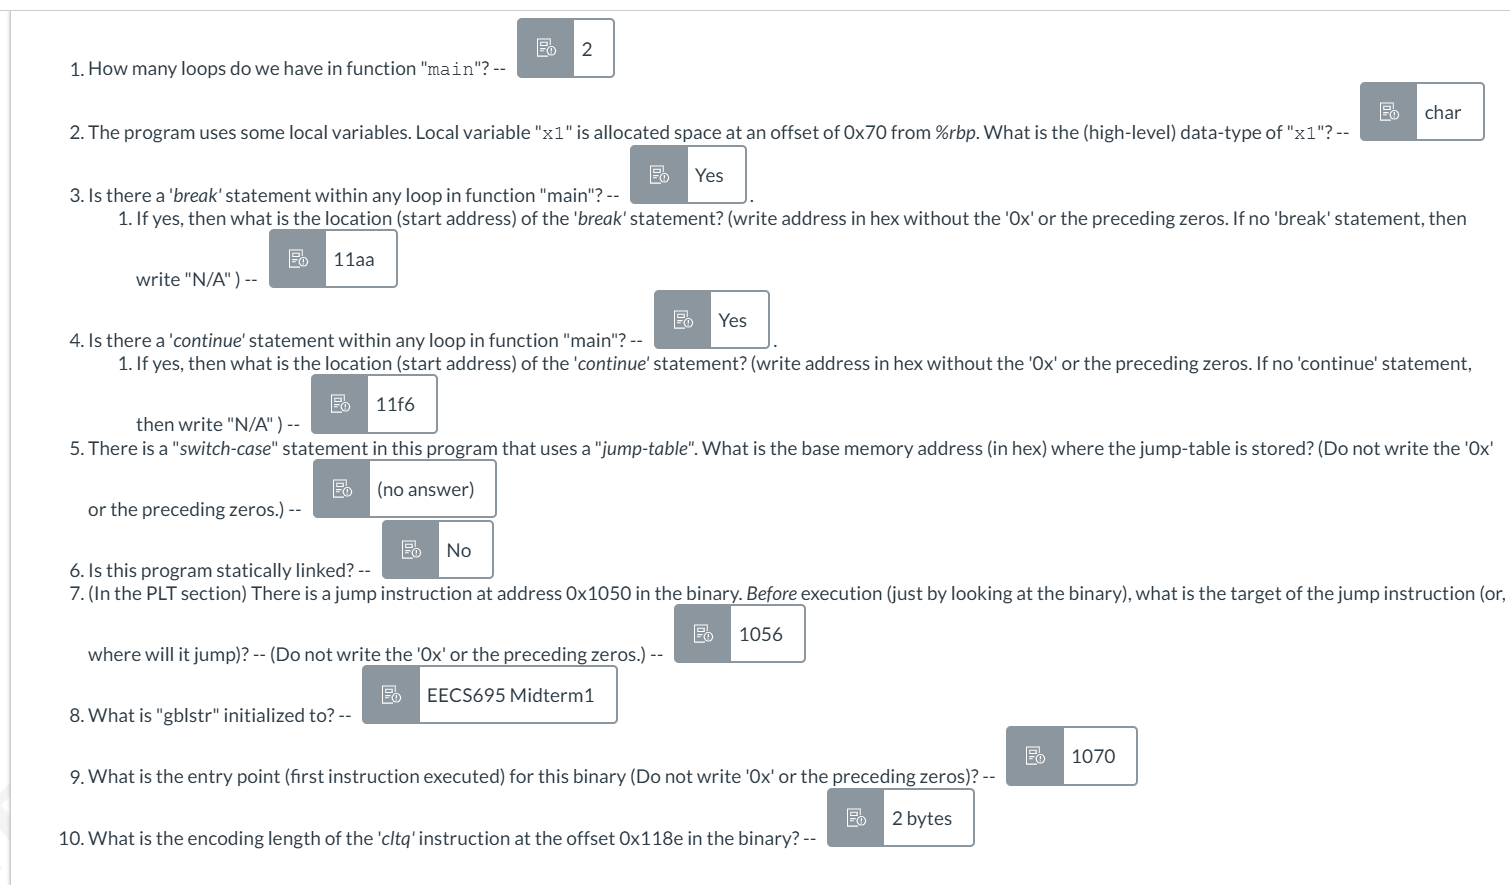 1. How many loops do we have in function "main"? -- 2
2. The program uses some local variables. Local variable "x1" is allocated space at an offset of 0x70 from %rbp. What is the (high-level) data-type of "x1"? -- char
3. Is there a 'break' statement within any loop in function "main"? -- Yes .
1. If yes, then what is the location (start address) of the 'break' statement? (write address in hex without the '0x' or the preceding zeros. If no 'break' statement, then
write "N/A" ) -- 11aa
4. Is there a 'continue' statement within any loop in function "main"? -- Yes .
1. If yes, then what is the location (start address) of the 'continue' statement? (write address in hex without the '0x' or the preceding zeros. If no 'continue' statement,
then write "N/A" ) -- 11f6
5. There is a "switch-case" statement in this program that uses a "jump-table". What is the base memory address (in hex) where the jump-table is stored? (Do not write the '0x'
or the preceding zeros.) -- (no answer)
6. Is this program statically linked? -- No
7. (In the PLT section) There is a jump instruction at address 0x1050 in the binary. Before execution (just by looking at the binary), what is the target of the jump instruction (or,
where will it jump)? -- (Do not write the '0x' or the preceding zeros.) -- 1056
8. What is "gblstr" initialized to? -- EECS695 Midterm1
9. What is the entry point (first instruction executed) for this binary (Do not write '0x' or the preceding zeros)? -- 1070
10. What is the encoding length of the 'cltq' instruction at the offset 0x118e in the binary? -- 2 bytes